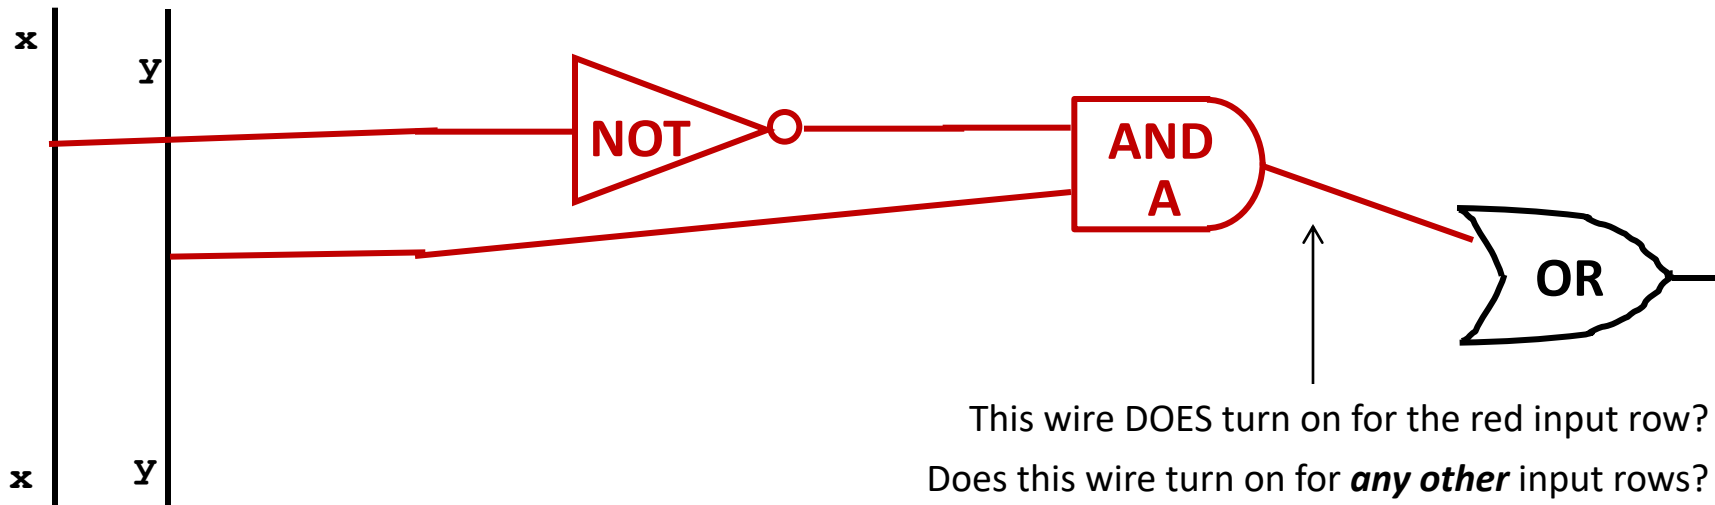 x
y
NOT
AND
A
OR
This wire DOES turn on for the red input row?
Does this wire turn on for any other input rows?
x
y